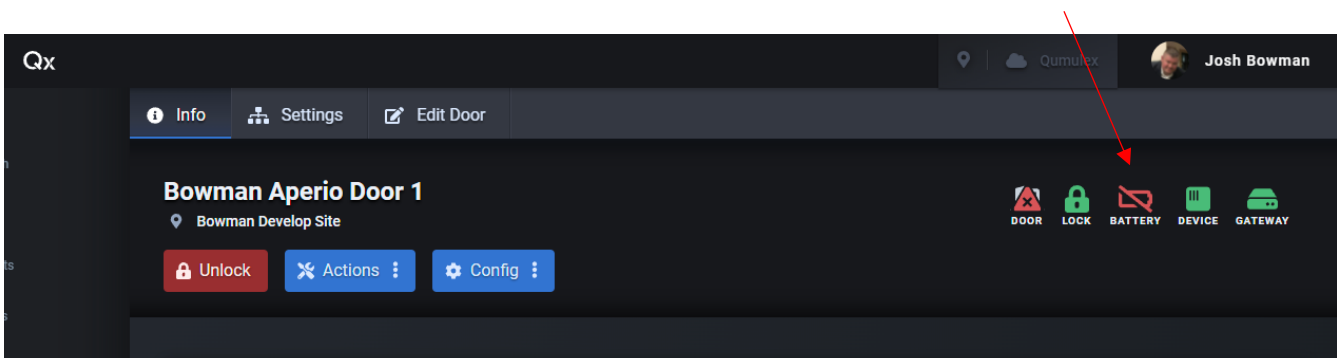 Qx
Qumulex
Josh Bowman
Info
Settings
Edit Door
Bowman Aperio Door 1
Bowman Develop Site
DOOR LOCK BATTERY DEVICE GATEWAY
Unlock
Actions
Config